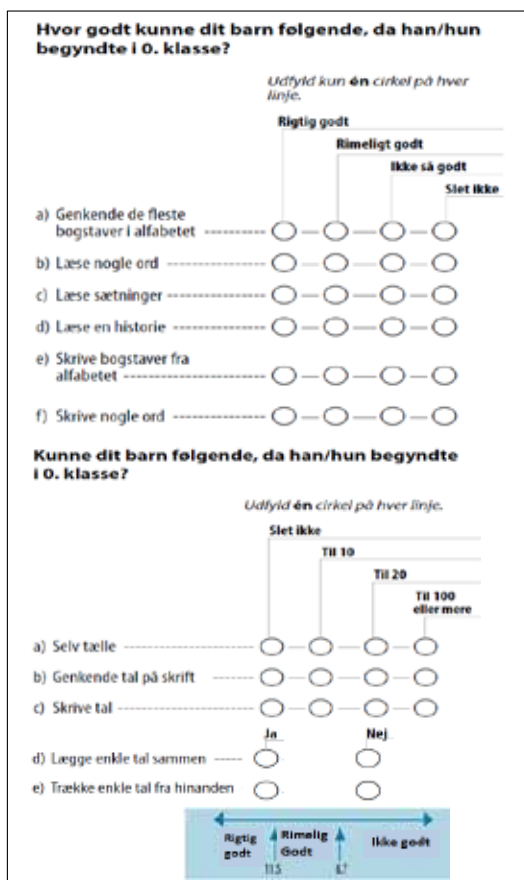 Hvor godt kunne dit barn følgende, da han/hun
begyndte i 0. klasse?
Udfyld kun én cirkel på hver
linje.
Rigtig godt
Rimeligt godt
Ikke så godt
Slet ikke
a) Genkende de fleste
bogstaver i alfabetet
b) Læse nogle ord
c) Læse sætninger
d) Læse en historie
e) Skrive bogstaver fra
alfabetet
f) Skrive nogle ord
Kunne dit barn følgende, da han/hun begyndte
i 0. klasse?
Udfyld én cirkel på hver linje.
Slet ikke
Til 10
Til 20
Til 100
eller mere
a) Selv tælle
b) Genkende tal på skrift
c) Skrive tal
Ja Nej
d) Lægge enkle tal sammen
e) Trække enkle tal fra hinanden
Rigtig Rimelig Ikke godt
godt Godt
11.5